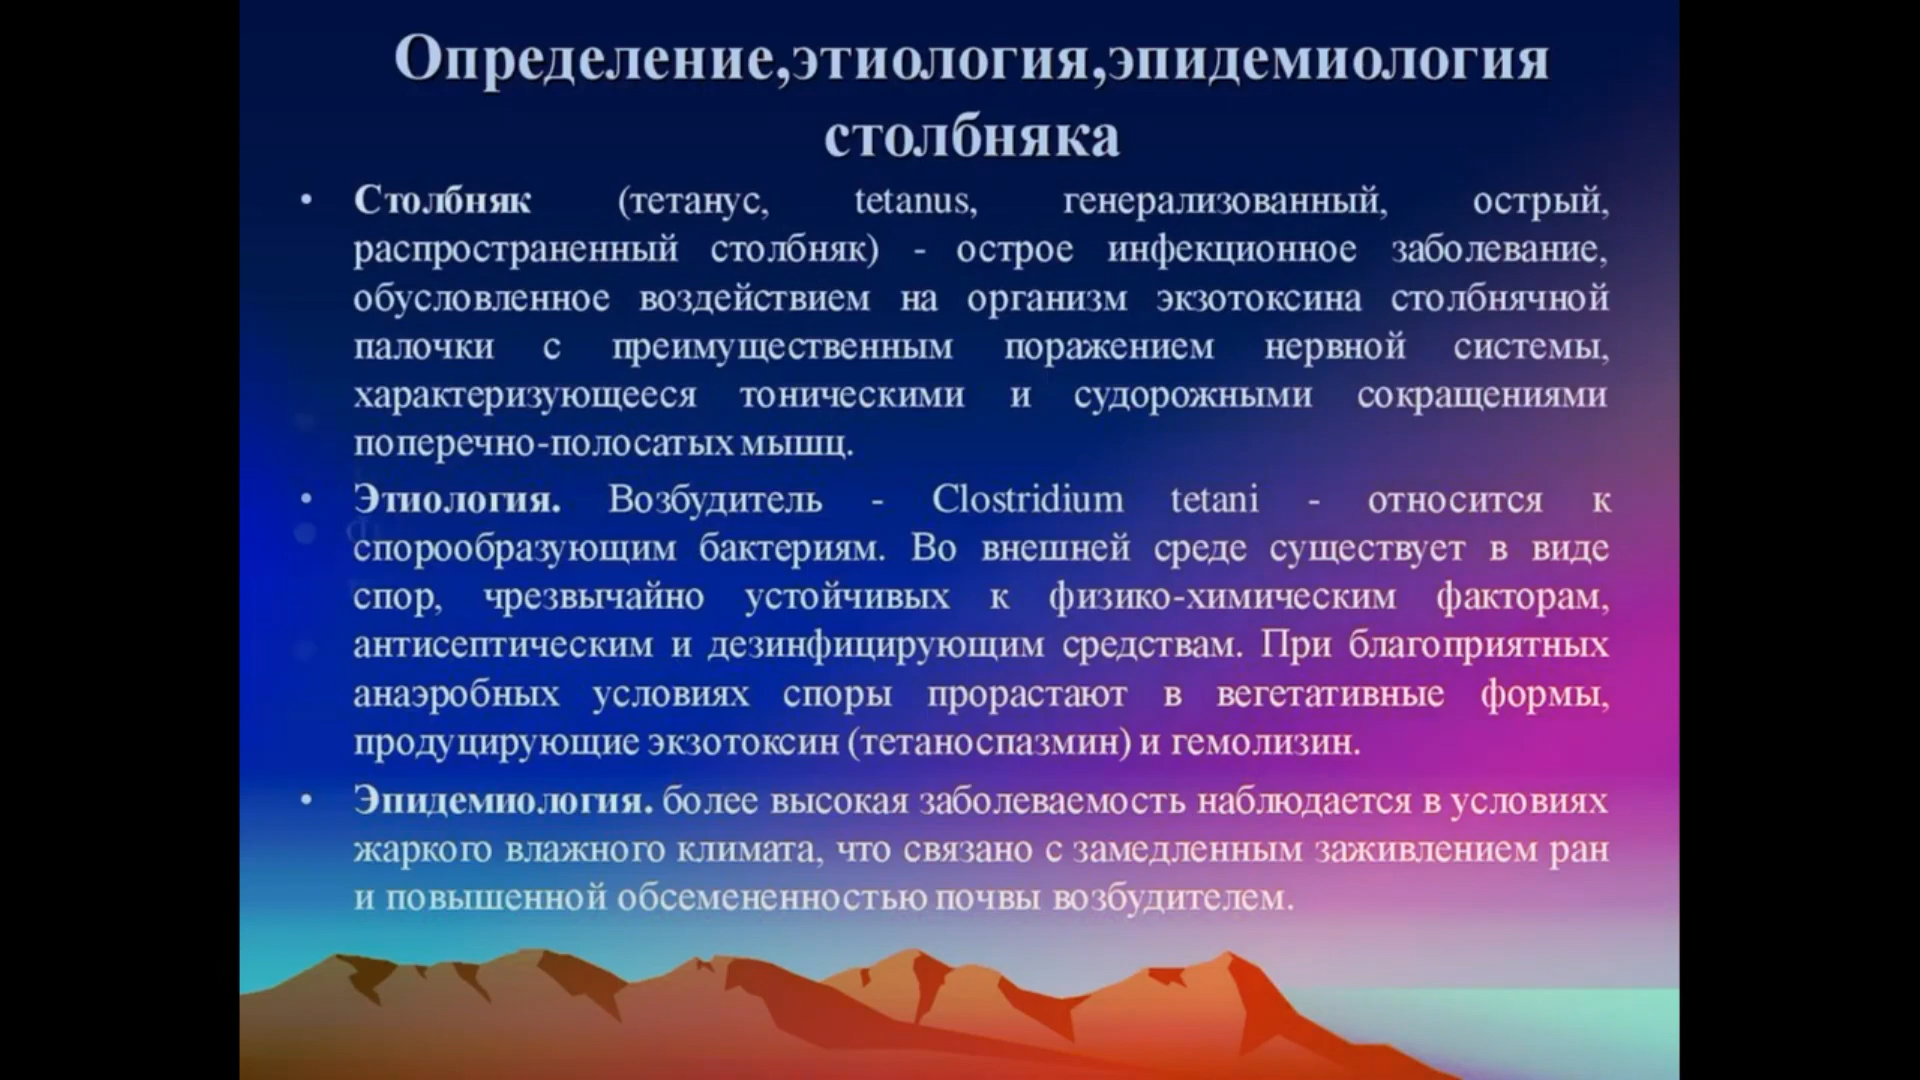 Определение,этиология,эпидемиология
столбняка
• Столбняк (тетанус, tetanus, генерализованный, острый,
распространенный столбняк) - острое инфекционное заболевание,
обусловленное воздействием на организм экзотоксина столбнячной
палочки с преимущественным поражением нервной системы,
характеризующееся тоническими и судорожными сокращениями
поперечно-полосатых мышц.
• Этиология. Возбудитель - Clostridium tetani - относится к
спорообразующим бактериям. Во внешней среде существует в виде
спор, чрезвычайно устойчивых к физико-химическим факторам,
антисептическим и дезинфицирующим средствам. При благоприятных
анаэробных условиях споры прорастают в вегетативные формы,
продуцирующие экзотоксин (тетаноспазмин) и гемолизин.
• Эпидемиология. более высокая заболеваемость наблюдается в условиях
жаркого влажного климата, что связано с замедленным заживлением ран
и повышенной обсемененностью почвы возбудителем.